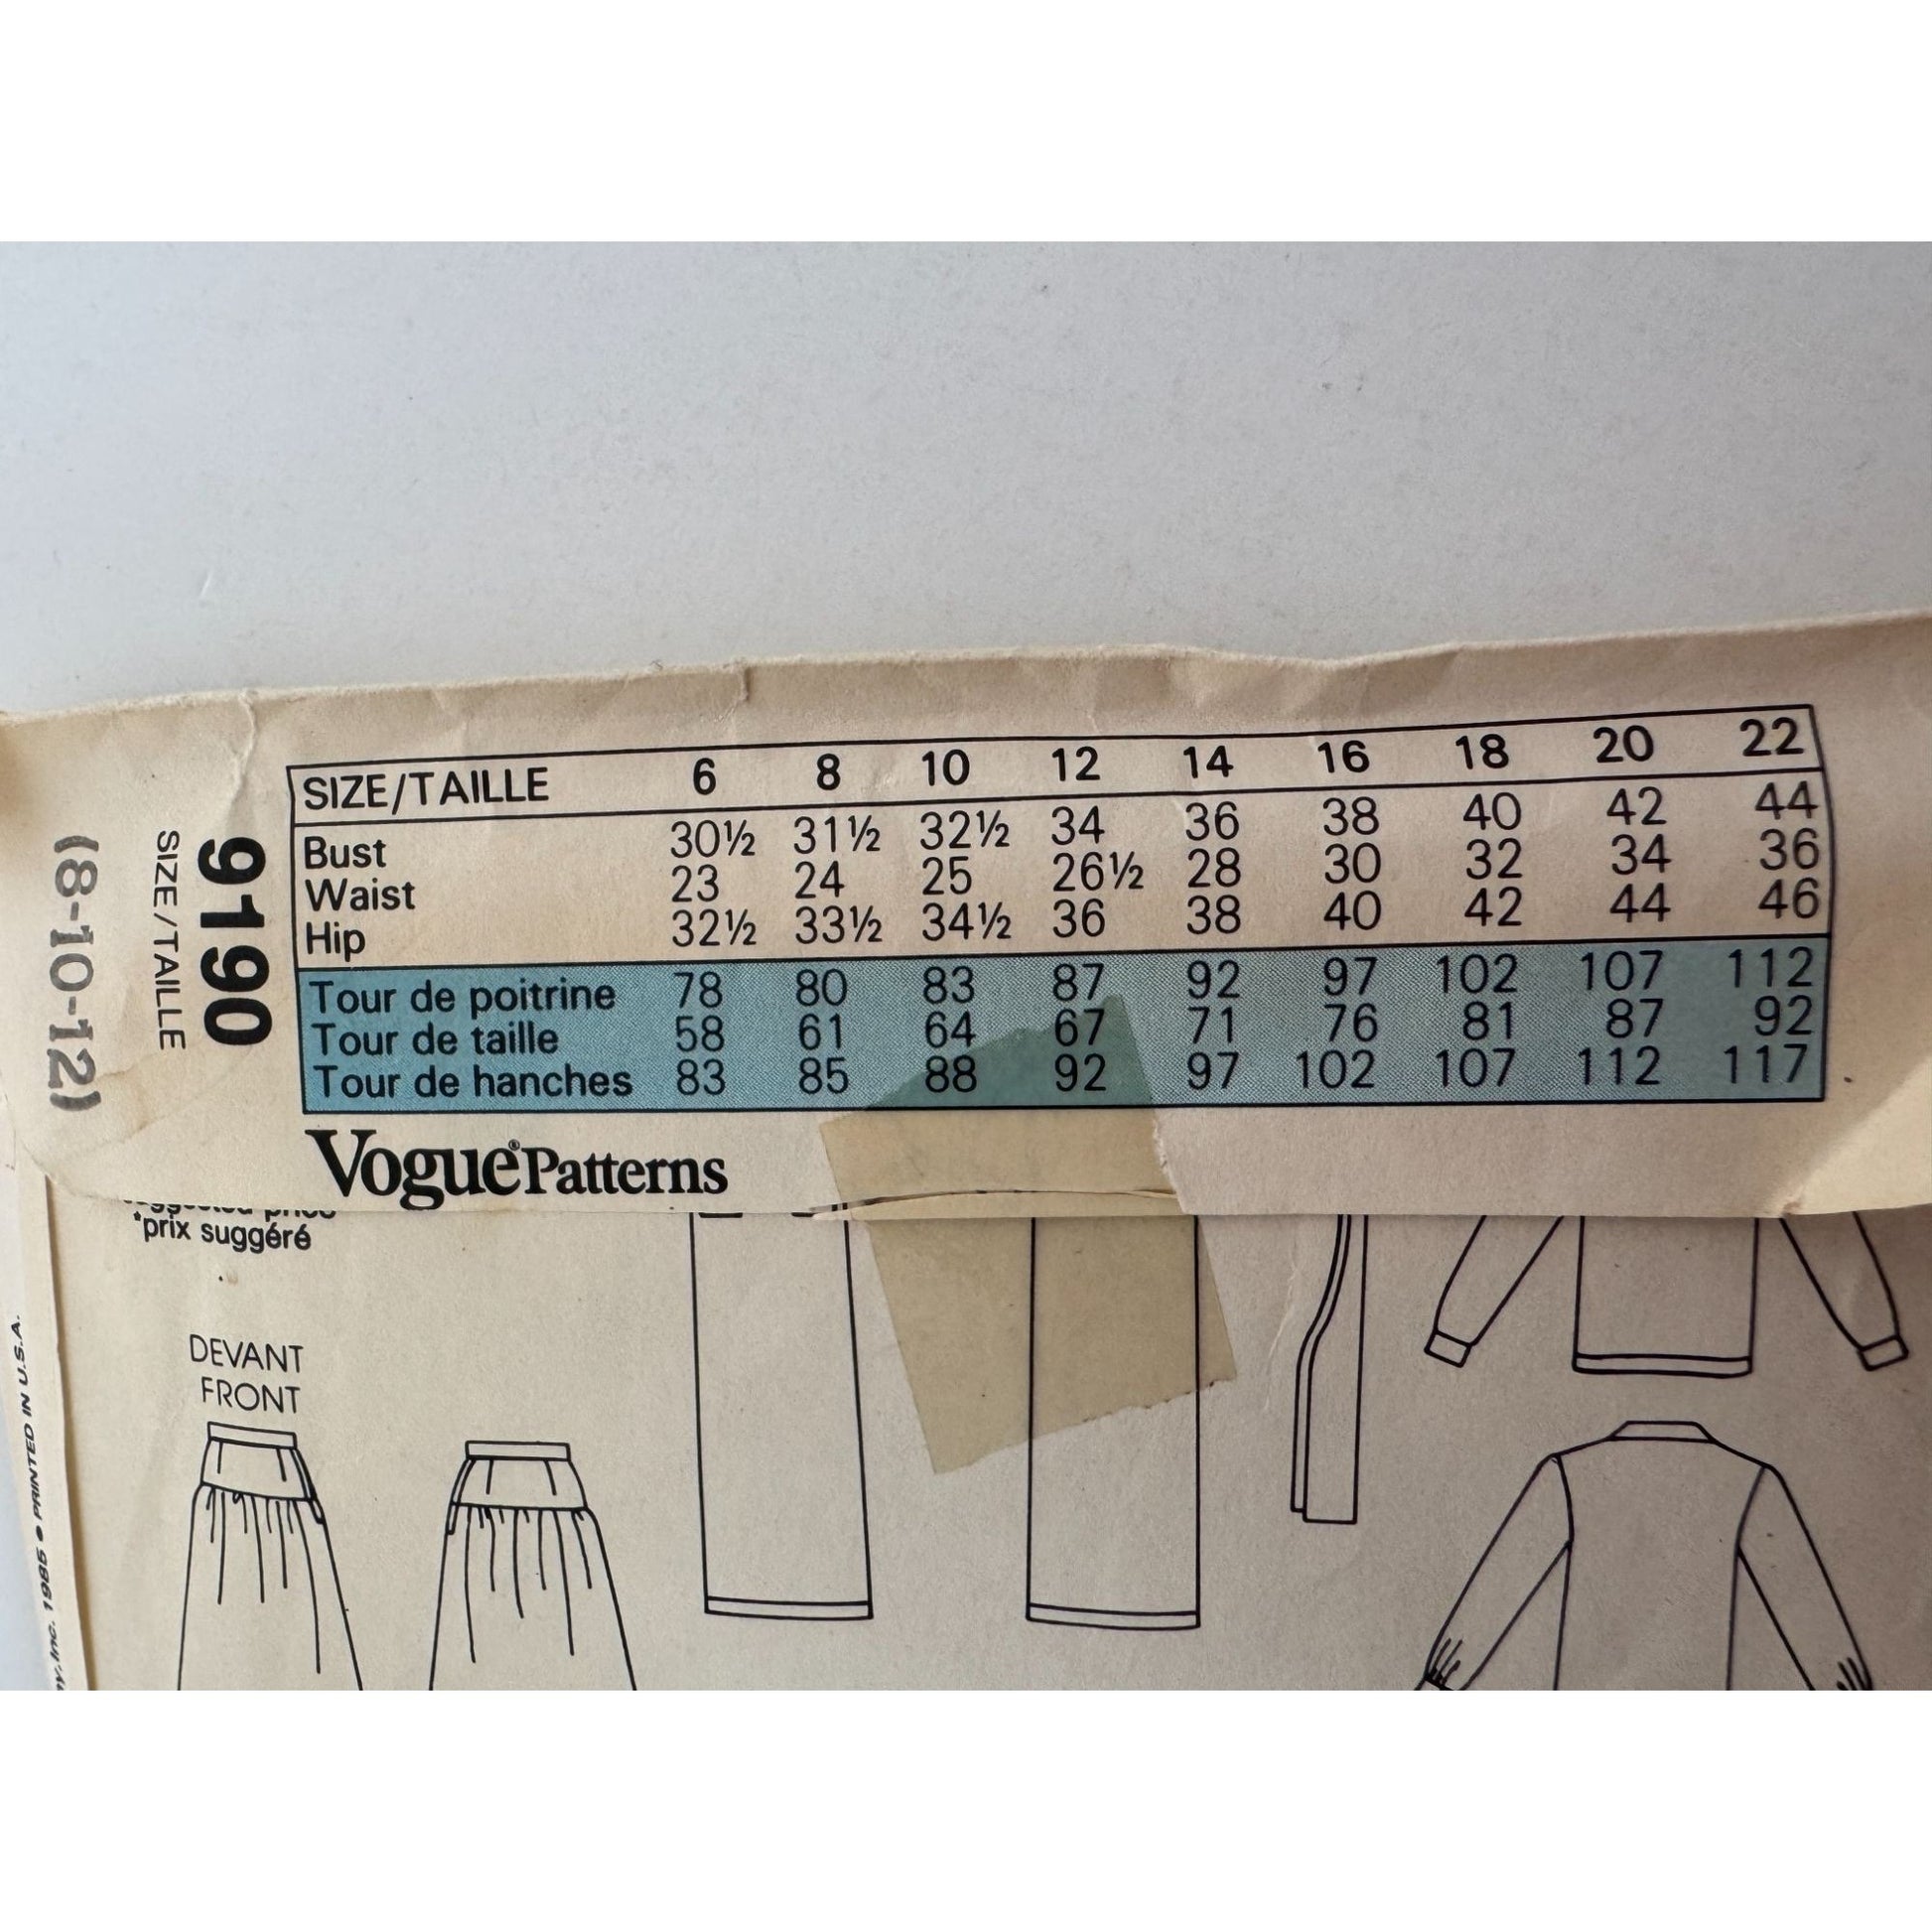 SIZE/TAILLE 6 8 10 12 14 16 18 20 22
Bust 30½ 31½ 32½ 34 36 38 40 42 44
Waist 23 24 25 26½ 28 30 32 34 36
Hip 32½ 33½ 34½ 36 38 40 42 44 46
Tour de poitrine 78 80 83 87 92 97 102 107 112
Tour de taille 58 61 64 67 71 76 81 87 92
Tour de hanches 83 85 88 92 97 102 107 112 117
Vogue® Patterns
9190
SIZE/TAILLE
(8-10-12)
*prix suggéré
DEVANT
FRONT
Inc. 1985 ● PRINTED IN U.S.A.